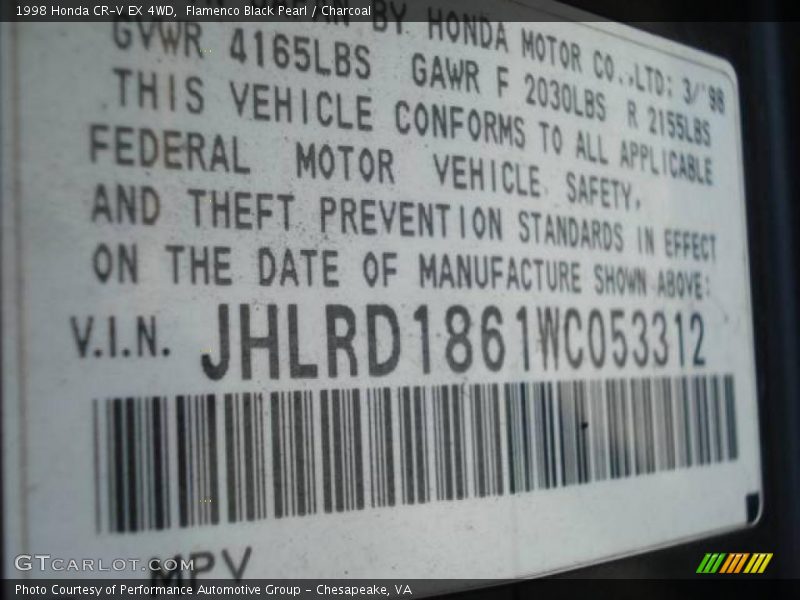 1998 Honda CR-V EX 4WD, Flamenco Black Pearl / Charcoal
BY HONDA MOTOR CO.,LTD: 3/'98
GVWR 4165LBS GAWR F 2030LBS R 2155LBS
THIS VEHICLE CONFORMS TO ALL APPLICABLE
FEDERAL MOTOR VEHICLE SAFETY,
AND THEFT PREVENTION STANDARDS IN EFFECT
ON THE DATE OF MANUFACTURE SHOWN ABOVE:
V.I.N. JHLRD1861WC053312
MPV
GTCARLOT.COM
Photo Courtesy of Performance Automotive Group - Chesapeake, VA